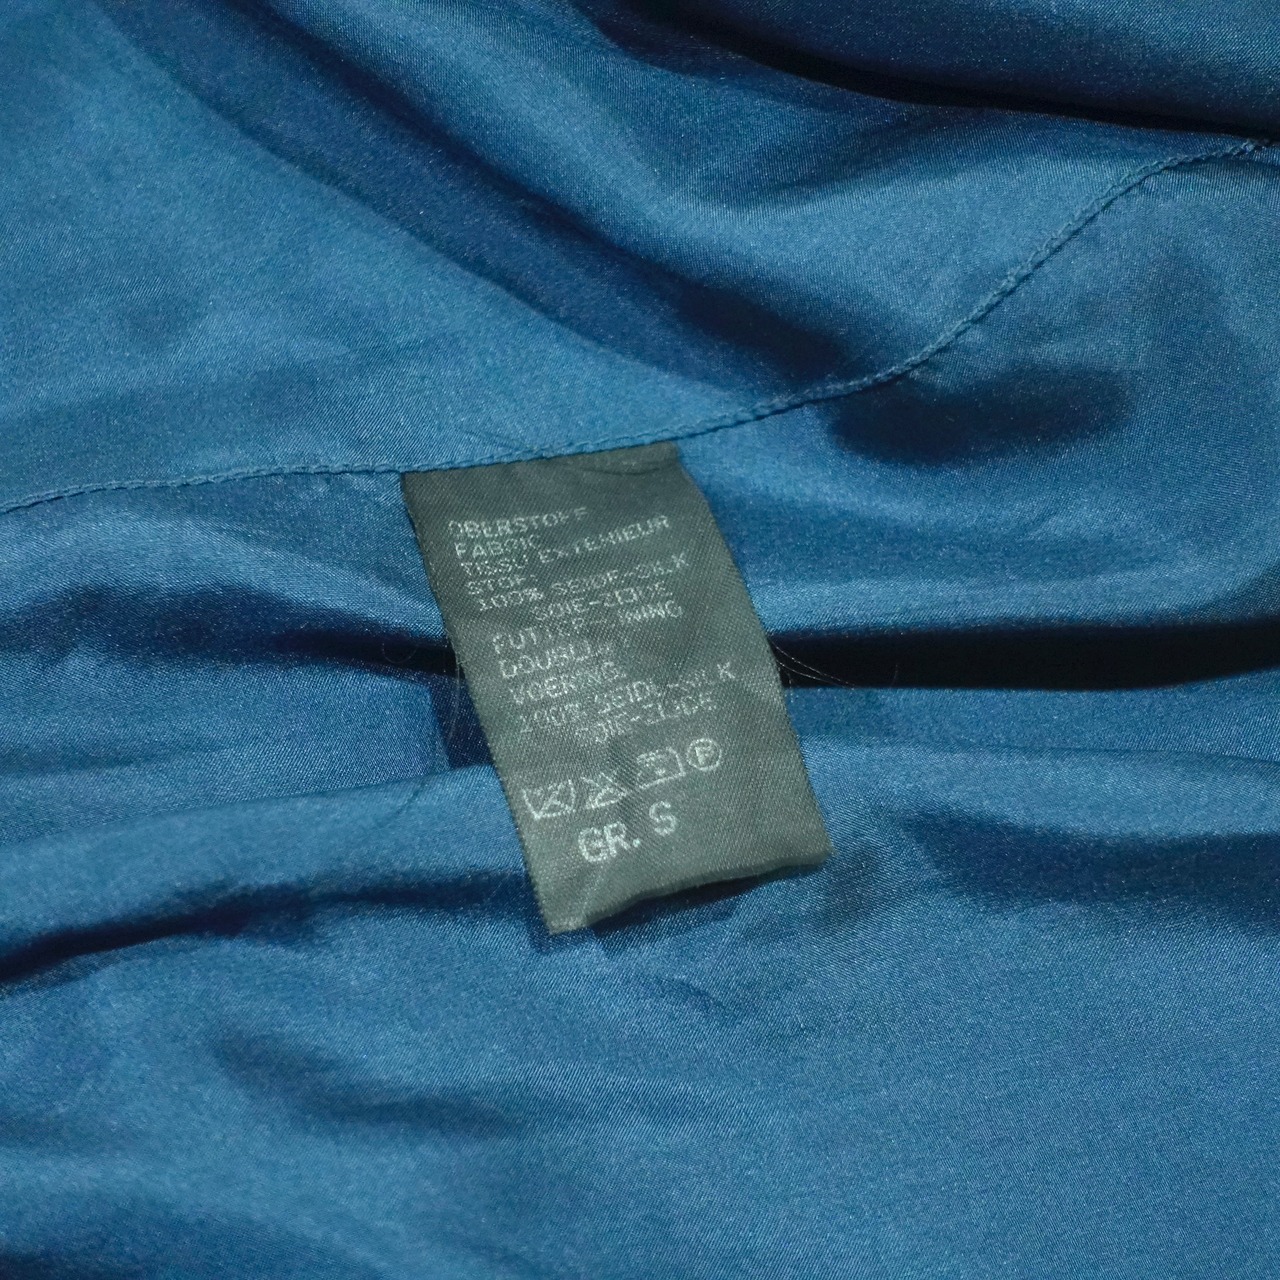 OBERSTOFF
FABRIC
TISSU EXTERIEUR
STOF
100% SEIDE-SILK
SOIE-ZIJDE
FUTTER-LINING
DOUBLURE
VOERING
100% SEIDE-SILK
SOIE-ZIJDE
P
GR. S